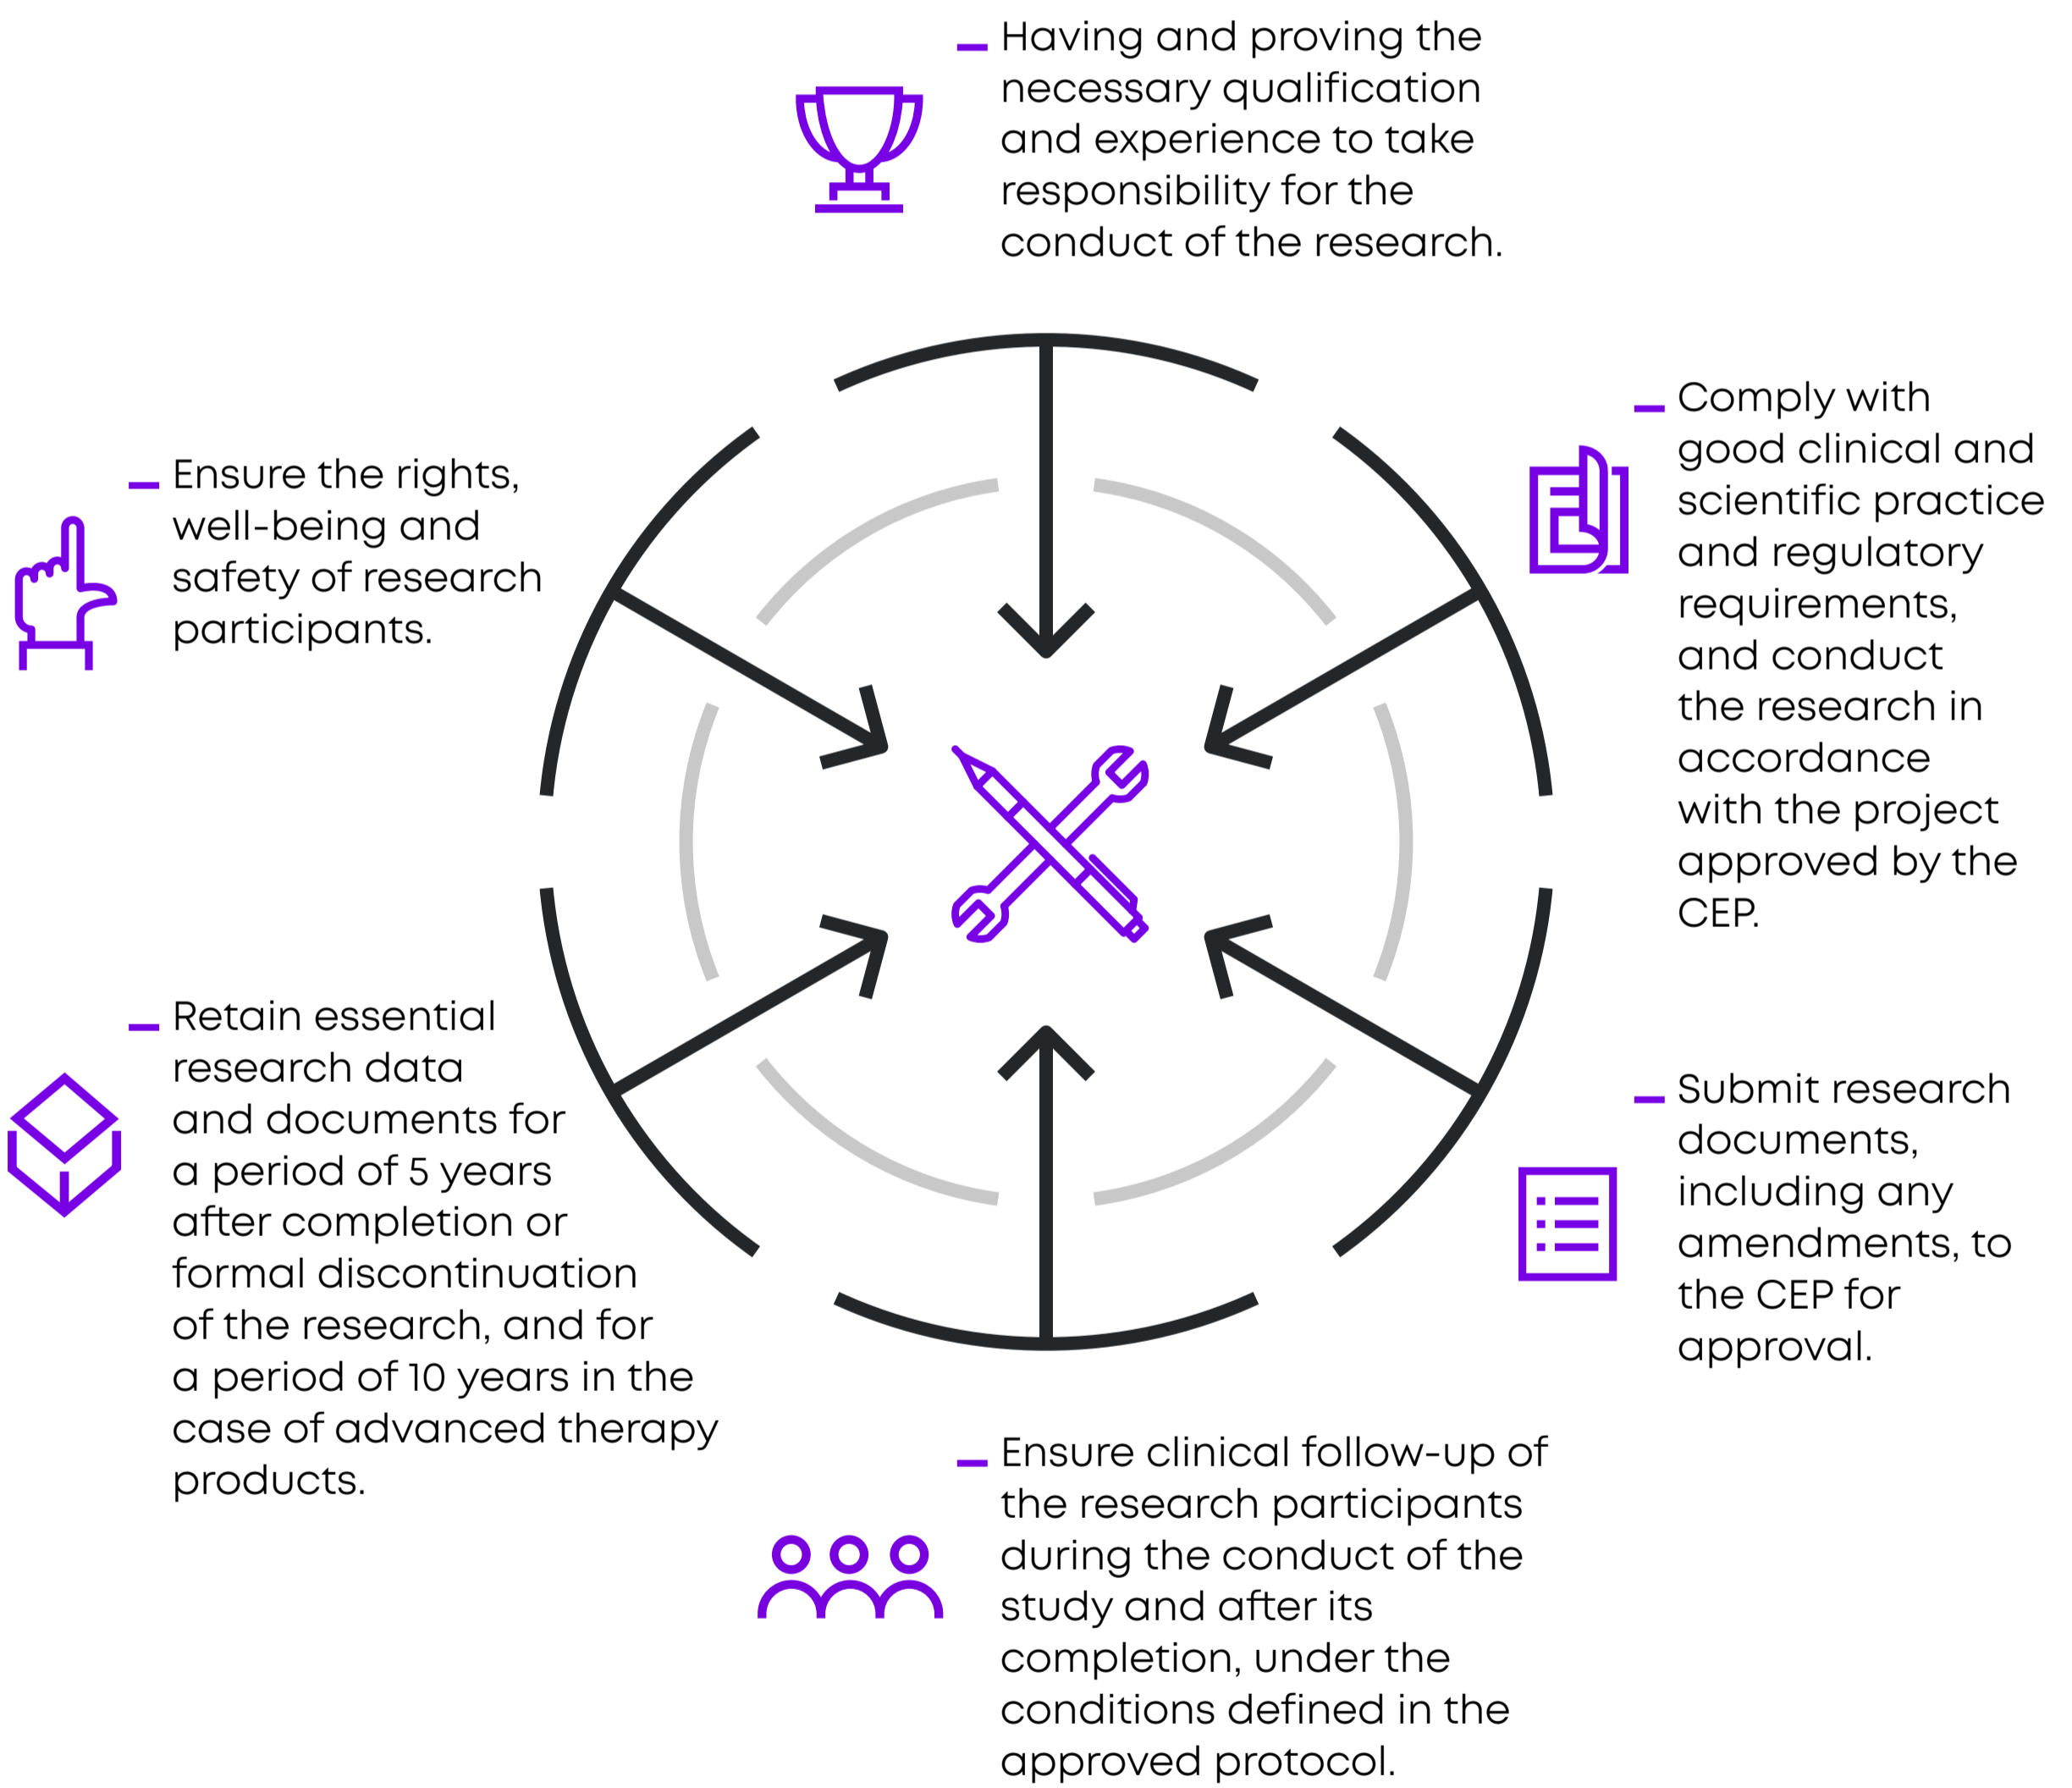 Having and proving the
necessary qualification
and experience to take
responsibility for the
conduct of the research.
Comply with
good clinical and
scientific practice
and regulatory
requirements,
and conduct
the research in
accordance
with the project
approved by the
CEP.
Submit research
documents,
including any
amendments, to
the CEP for
approval.
Ensure clinical follow-up of
the research participants
during the conduct of the
study and after its
completion, under the
conditions defined in the
approved protocol.
Retain essential
research data
and documents for
a period of 5 years
after completion or
formal discontinuation
of the research, and for
a period of 10 years in the
case of advanced therapy
products.
Ensure the rights,
well-being and
safety of research
participants.